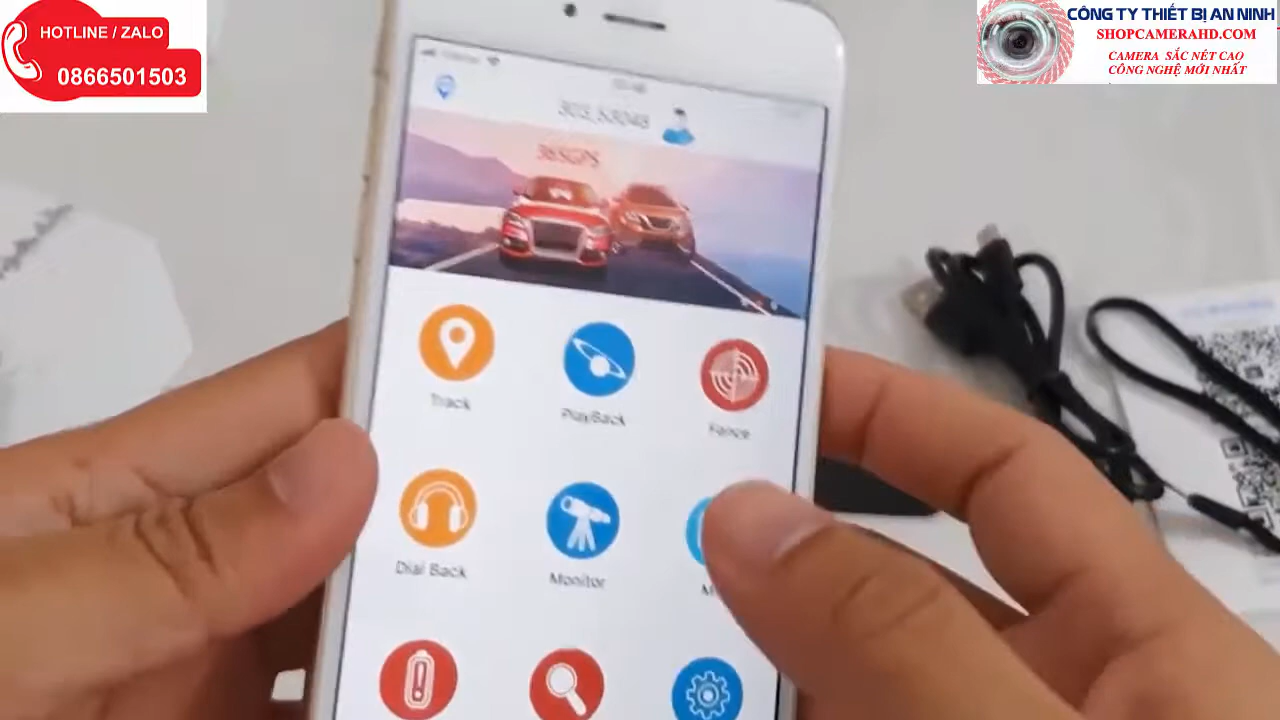 HOTLINE / ZALO
0866501503
CÔNG TY THIẾT BỊ AN NINH
SHOPCAMERAHD.COM
CAMERA SẮC NÉT CAO
CÔNG NGHỆ MỚI NHẤT
365GPS
Track
PlayBack
Fence
Dial Back
Monitor